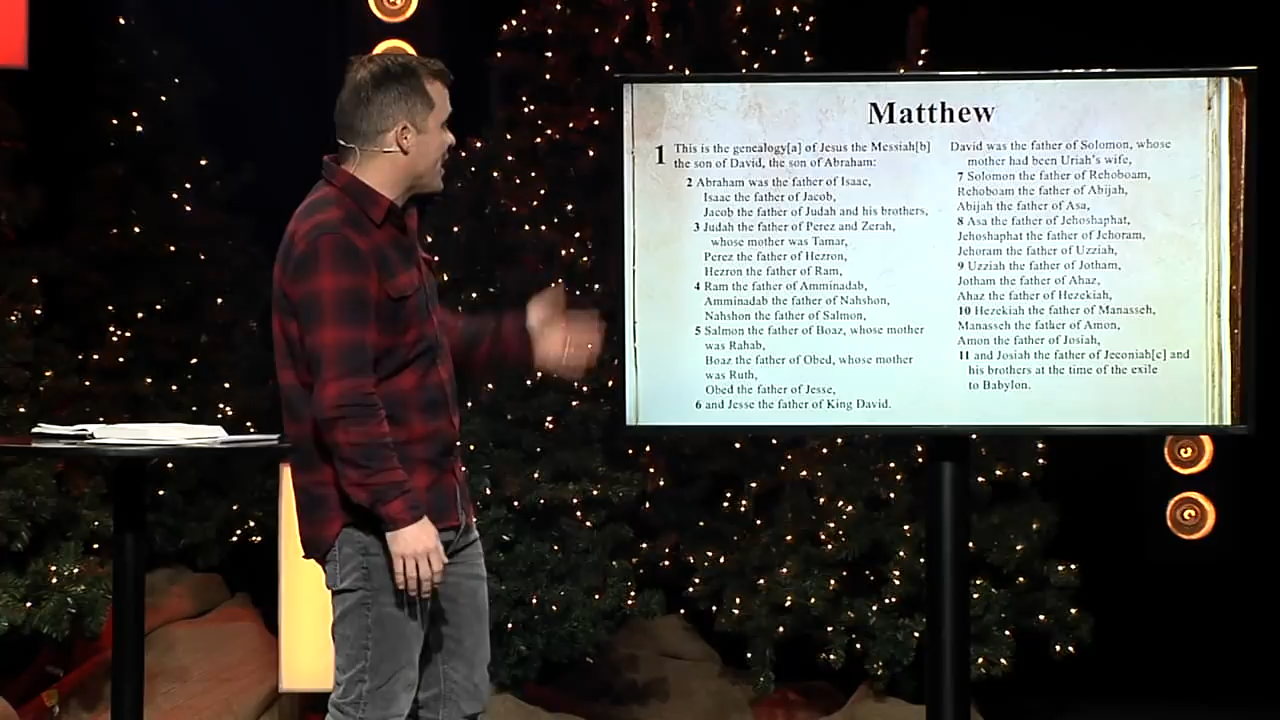 Matthew
1 This is the genealogy[a] of Jesus the Messiah[b]
the son of David, the son of Abraham:
2 Abraham was the father of Isaac,
Isaac the father of Jacob,
Jacob the father of Judah and his brothers,
3 Judah the father of Perez and Zerah,
whose mother was Tamar,
Perez the father of Hezron,
Hezron the father of Ram,
4 Ram the father of Amminadab,
Amminadab the father of Nahshon,
Nahshon the father of Salmon,
5 Salmon the father of Boaz, whose mother
was Rahab,
Boaz the father of Obed, whose mother
was Ruth,
Obed the father of Jesse,
6 and Jesse the father of King David.
David was the father of Solomon, whose
mother had been Uriah's wife,
7 Solomon the father of Rehoboam,
Rehoboam the father of Abijah,
Abijah the father of Asa,
8 Asa the father of Jehoshaphat,
Jehoshaphat the father of Jehoram,
Jehoram the father of Uzziah,
9 Uzziah the father of Jotham,
Jotham the father of Ahaz,
Ahaz the father of Hezekiah,
10 Hezekiah the father of Manasseh,
Manasseh the father of Amon,
Amon the father of Josiah,
11 and Josiah the father of Jeconiah[c] and
his brothers at the time of the exile
to Babylon.